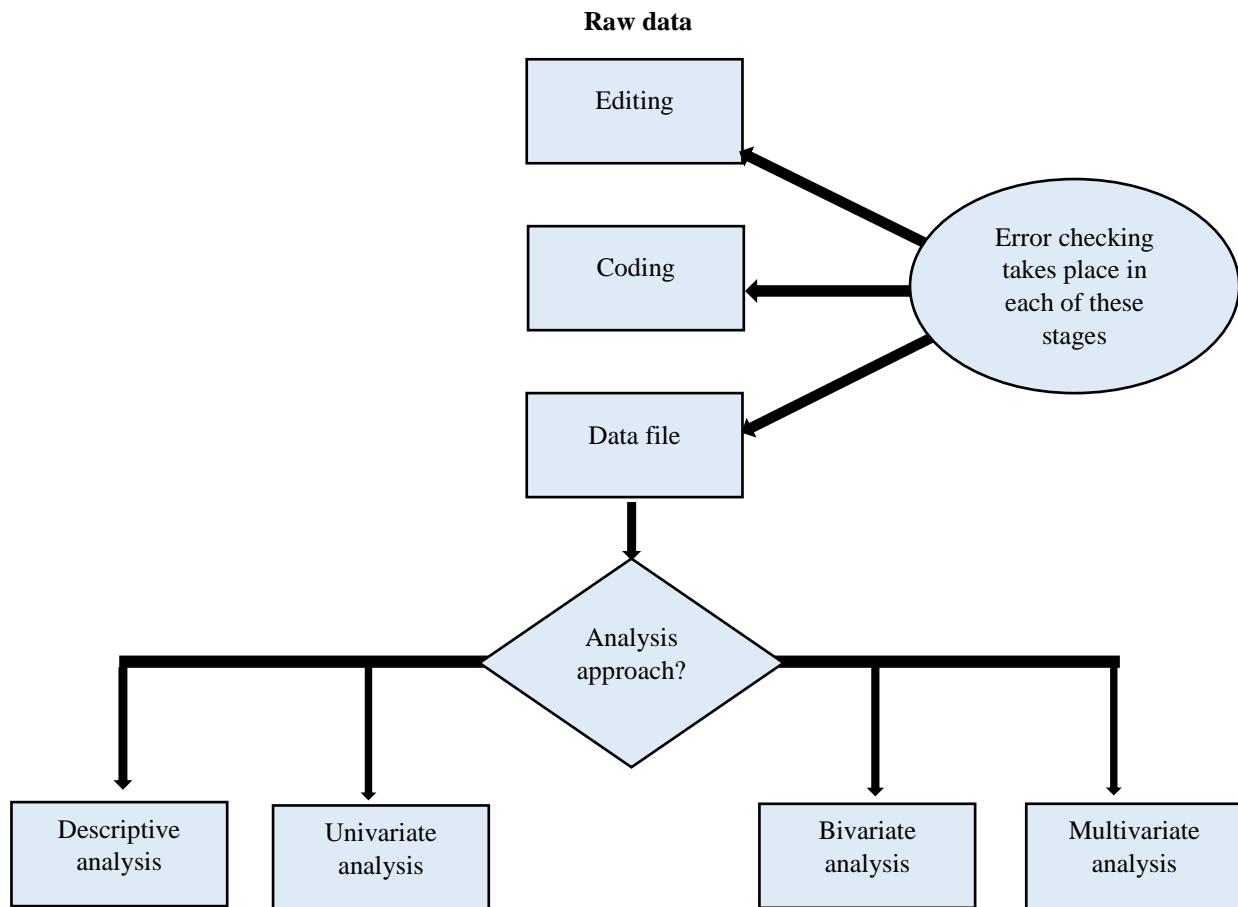 Raw data
Editing
Coding
Error checking
takes place in
each of these
stages
Data file
Analysis
approach?
Descriptive
analysis
Univariate
analysis
Bivariate
analysis
Multivariate
analysis